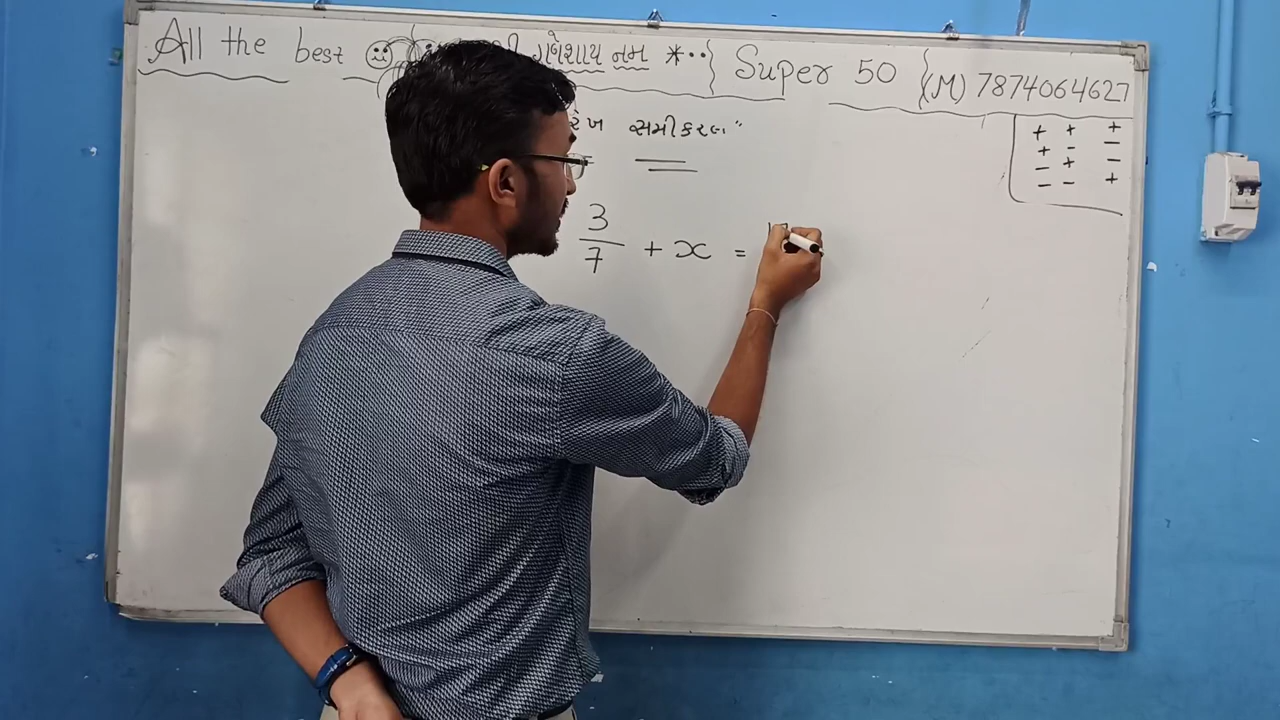 All the best ગણેશાય નમ *.. Super 50 (M) 7874064627
સમીકરણ"
3/7 + x =
+ + +
+ - -
- + -
- - +